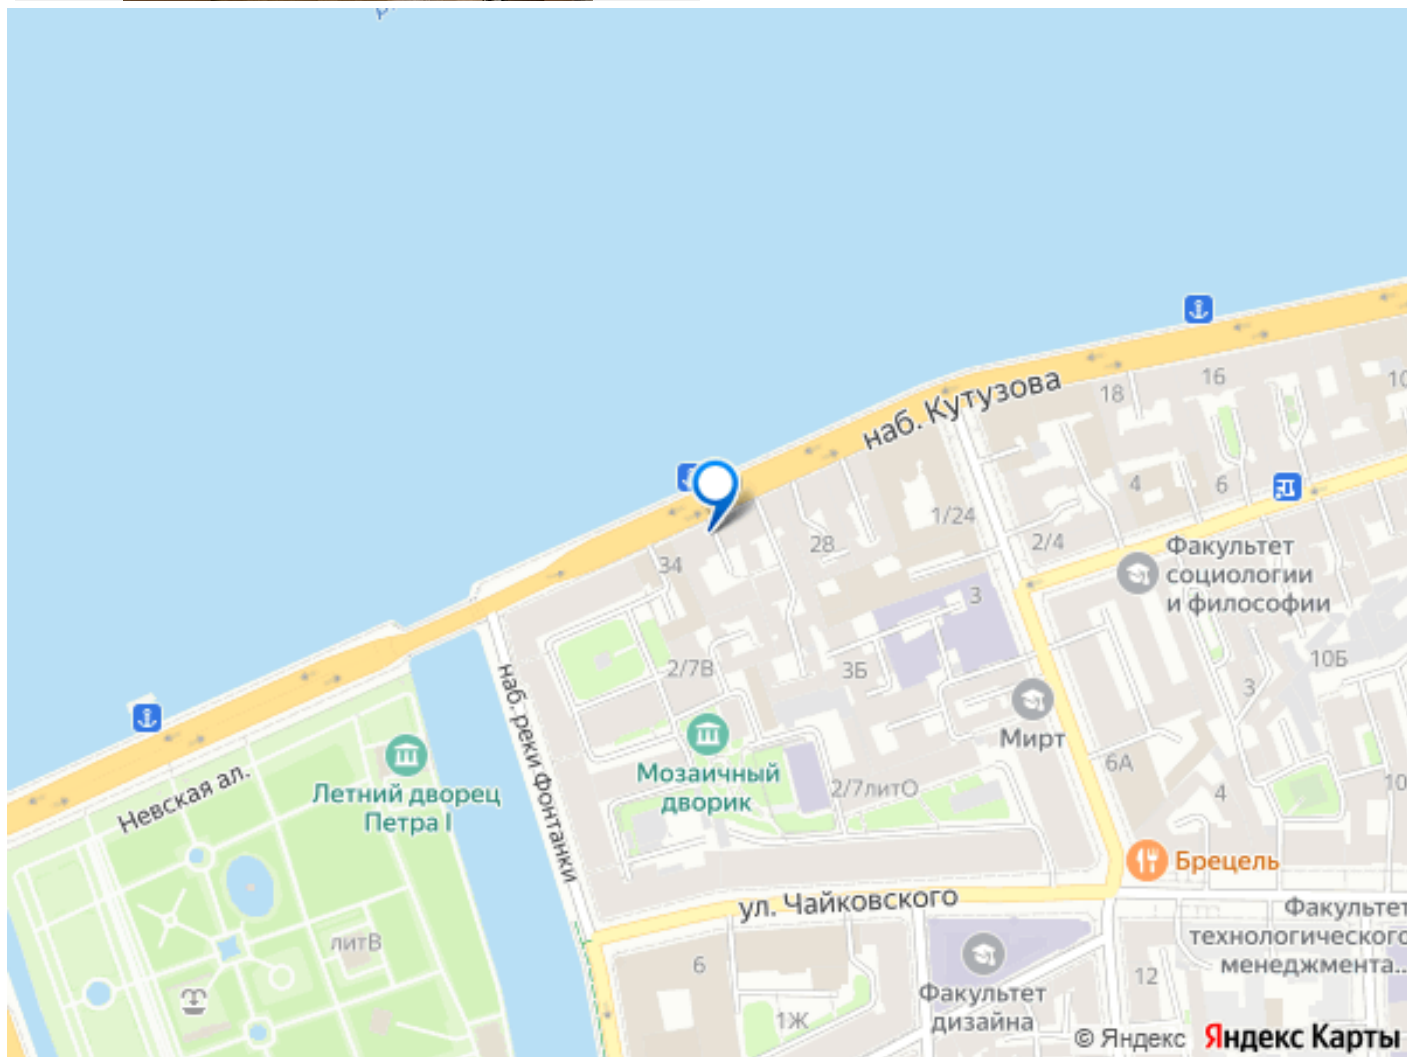 наб. Кутузова
18
16
10
4
6
1/24
2/4
28
34
Факультет
социологии
и философии
3
10Б
3Б
2/7В
3
наб. реки Фонтанки
Мирт
Мозаичный
дворик
Летний дворец
Петра I
Невская ал.
6А
2/7литО
4
10
Брецель
ул. Чайковского
Факультет
технологического
менеджмента...
литВ
6
12
Факультет
дизайна
1Ж
© Яндекс Яндекс Карты